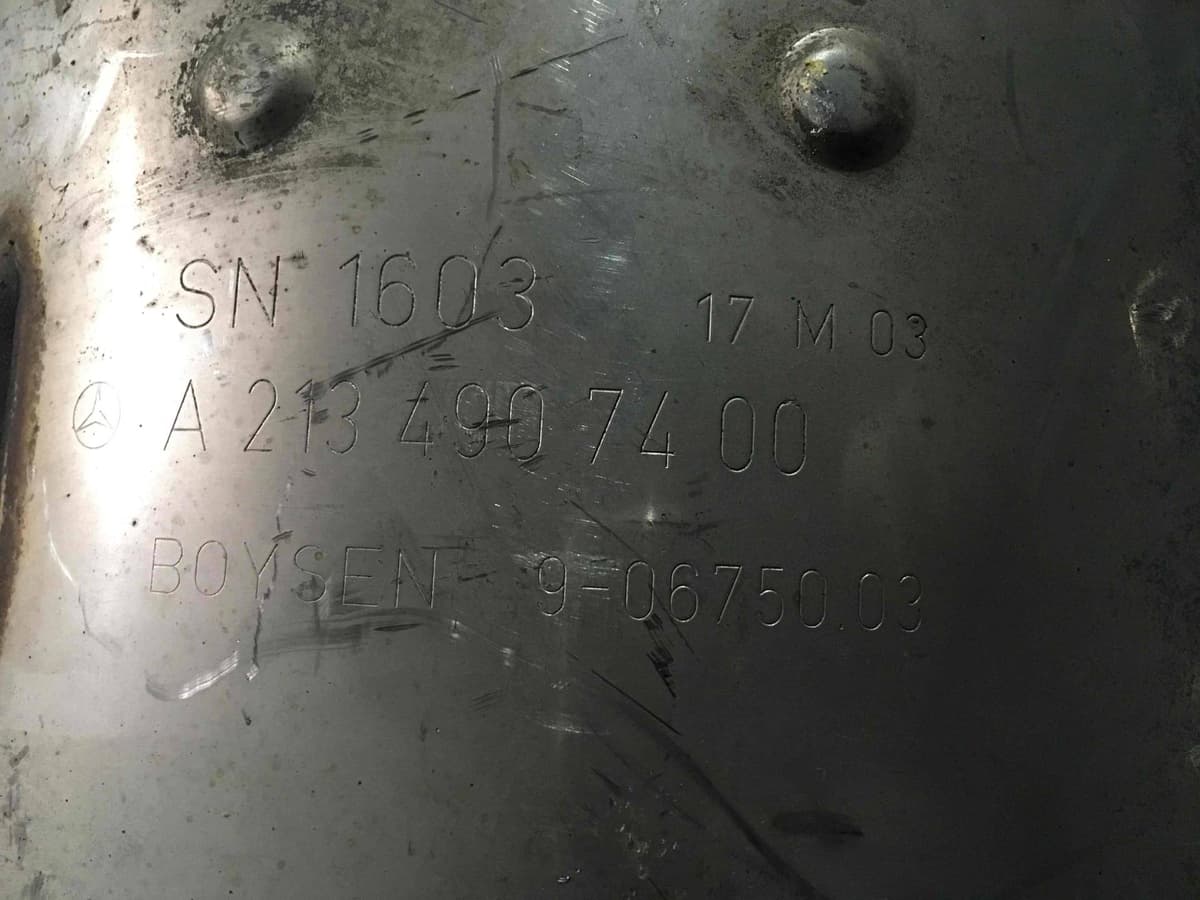 SN 1603 17 M 03
A 213 490 74 00
BOYSEN 9-06750.03